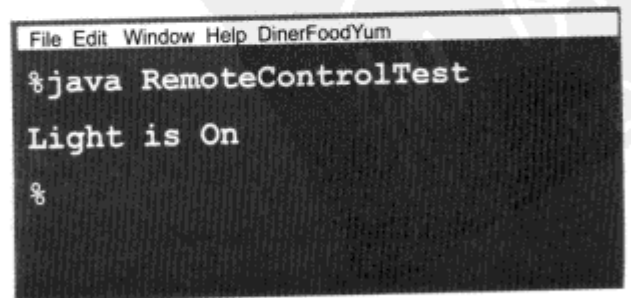 File Edit Window Help DinerFoodYum
%java RemoteControlTest
Light is On
%